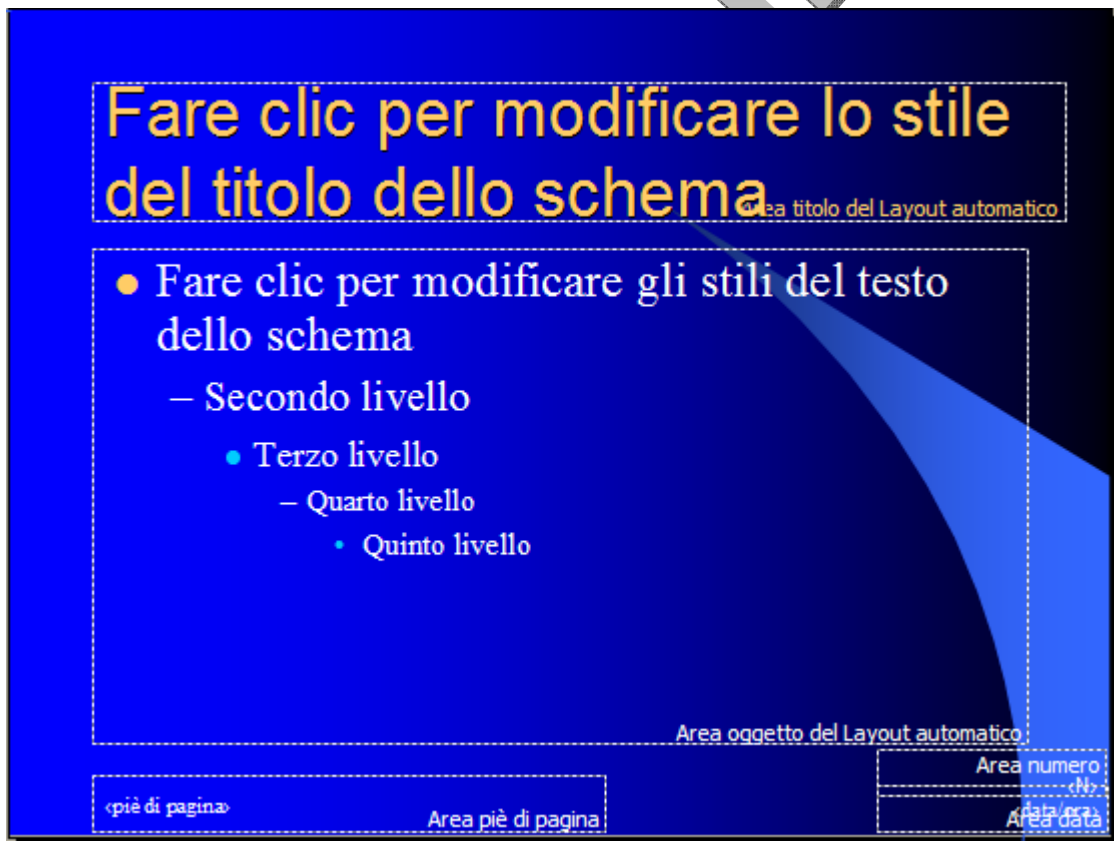 Fare clic per modificare lo stile
del titolo dello schema
Area titolo del Layout automatico
● Fare clic per modificare gli stili del testo
dello schema
– Secondo livello
● Terzo livello
– Quarto livello
• Quinto livello
Area oggetto del Layout automatico
Area numero
‹N›
‹piè di pagina›
Area piè di pagina
‹data/ora›
Area data